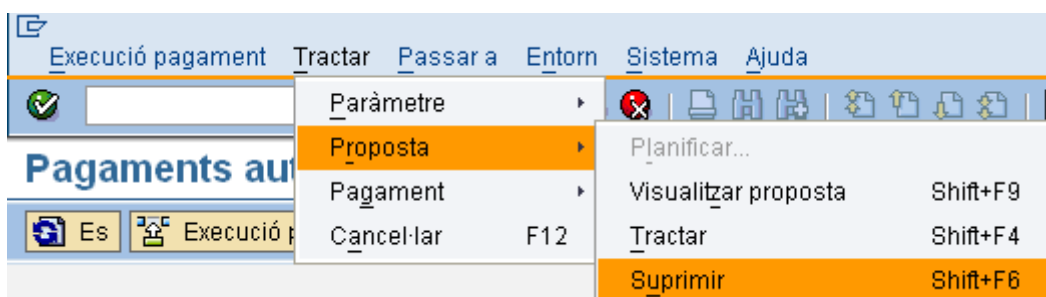 Execució pagament Tractar Passar a Entorn Sistema Ajuda
Paràmetre
Proposta
Pagament
Cancel·lar F12
Planificar...
Visualitzar proposta Shift+F9
Tractar Shift+F4
Suprimir Shift+F6
Pagaments aut
Es Execució p